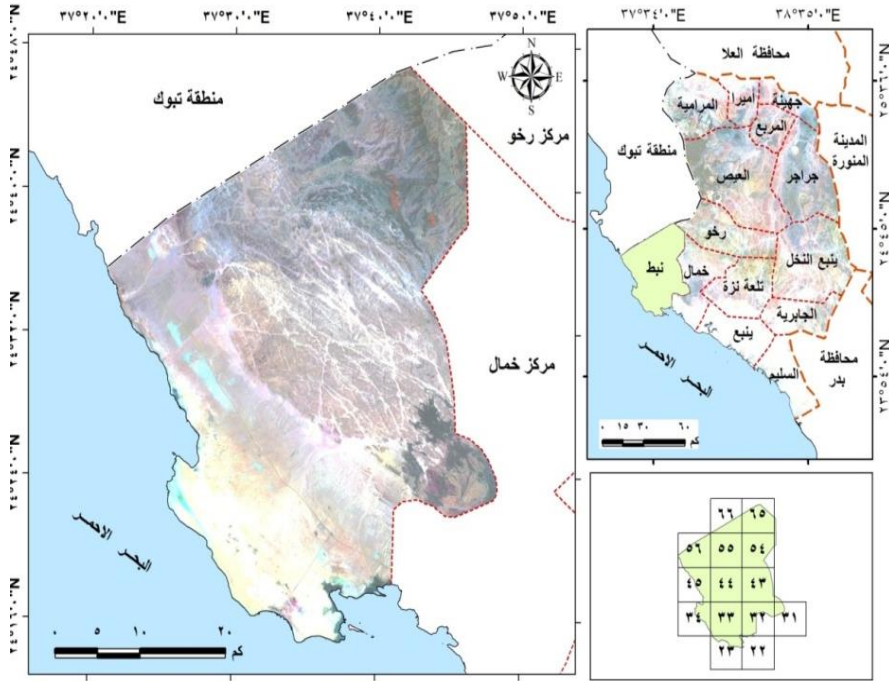 ٣٧°٢٠'٠"E
٣٧°٣٠'٠"E
٣٧°٤٠'٠"E
٣٧°٥٠'٠"E
N
W
E
S
منطقة تبوك
مركز رخو
مركز خمال
البحر الاحمر
٠ ٥ ١٠ ٢٠
كم
٣٧°٣٤'٠"E
٣٨°٣٥'٠"E
محافظة العلا
المرامية
أميرا
جهينة
المربع
المدينة
المنورة
منطقة تبوك
العيص
جراجر
رخو
نبط
خمال
ينبع النخل
تلعة نزة
الجابرية
ينبع
محافظة
بدر
السليم
البحر الاحمر
٠ ١٥ ٣٠ ٦٠
كم
٦٦ ٦٥
٥٦ ٥٥ ٥٤
٤٥ ٤٤ ٤٣
٣٤ ٣٣ ٣٢ ٣١
٢٣ ٢٢